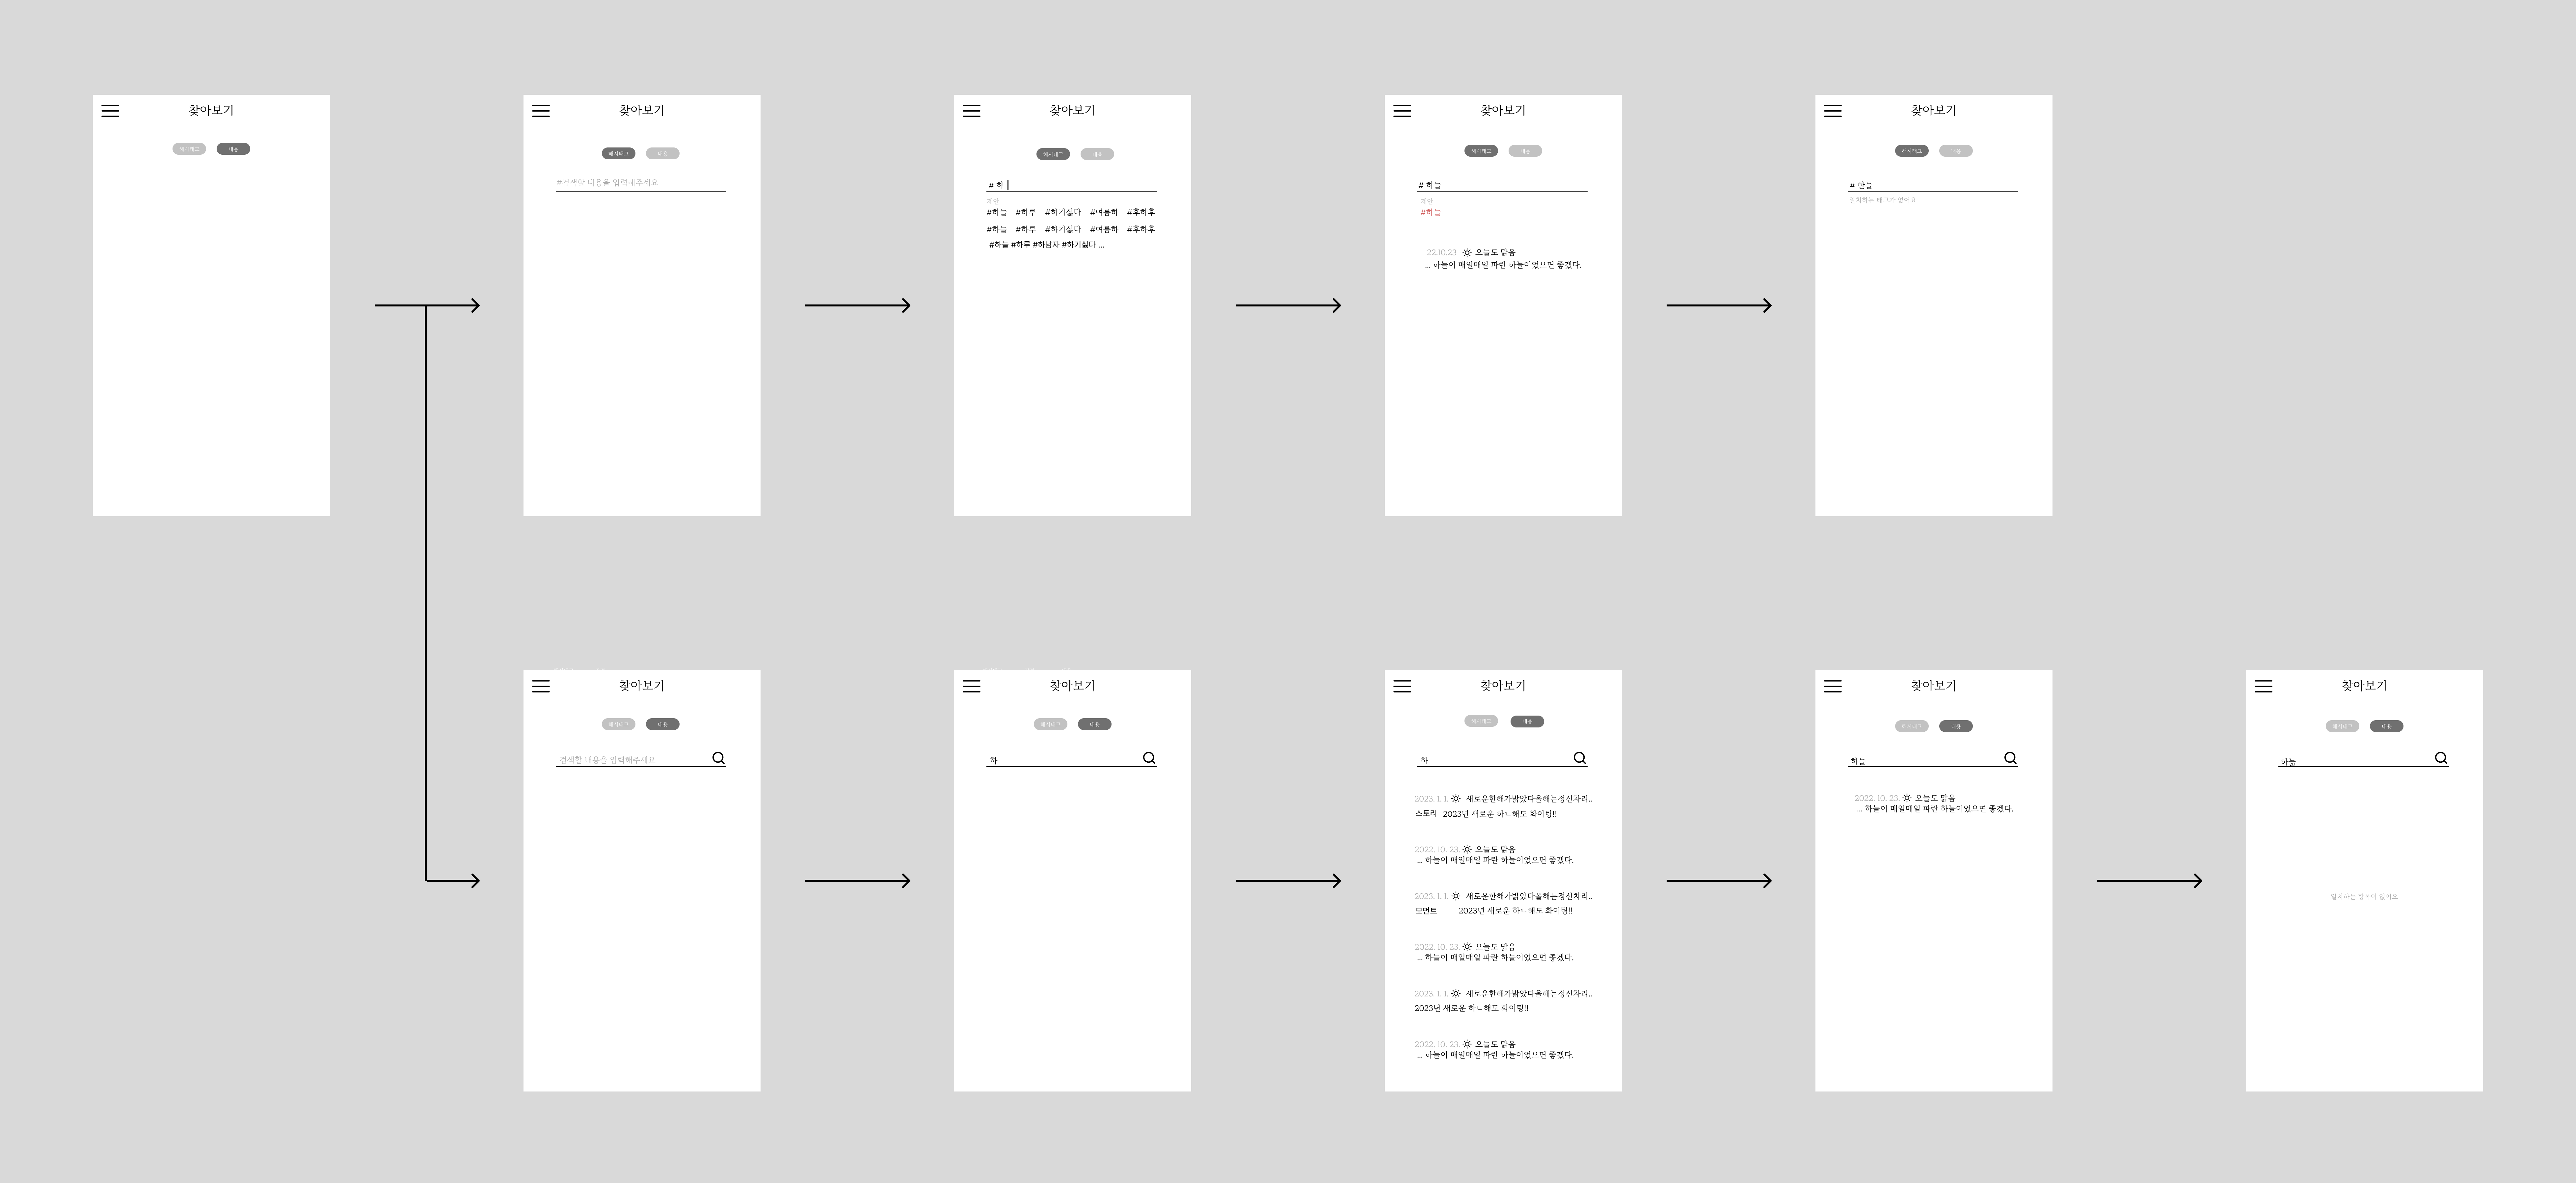 찾아보기
해시태그 내용
찾아보기
해시태그 내용
#검색할 내용을 입력해주세요
찾아보기
해시태그 내용
# 하
제안
#하늘 #하루 #하기싫다 #여름하 #후하후
#하늘 #하루 #하기싫다 #여름하 #후하후
#하늘 #하루 #하남자 #하기싫다 ...
찾아보기
해시태그 내용
# 하늘
제안
#하늘
22.10.23 오늘도 맑음
... 하늘이 매일매일 파란 하늘이었으면 좋겠다.
찾아보기
해시태그 내용
# 한늘
일치하는 태그가 없어요
찾아보기
해시태그 내용
검색할 내용을 입력해주세요
찾아보기
해시태그 내용
하
찾아보기
해시태그 내용
하
2023. 1. 1. 새로운한해가밝았다올해는정신차리..
스토리 2023년 새로운 하ㄴ해도 화이팅!!
2022. 10. 23. 오늘도 맑음
... 하늘이 매일매일 파란 하늘이었으면 좋겠다.
2023. 1. 1. 새로운한해가밝았다올해는정신차리..
모먼트 2023년 새로운 하ㄴ해도 화이팅!!
2022. 10. 23. 오늘도 맑음
... 하늘이 매일매일 파란 하늘이었으면 좋겠다.
2023. 1. 1. 새로운한해가밝았다올해는정신차리..
2023년 새로운 하ㄴ해도 화이팅!!
2022. 10. 23. 오늘도 맑음
... 하늘이 매일매일 파란 하늘이었으면 좋겠다.
찾아보기
해시태그 내용
하늘
2022. 10. 23. 오늘도 맑음
... 하늘이 매일매일 파란 하늘이었으면 좋겠다.
찾아보기
해시태그 내용
일치하는 항목이 없어요